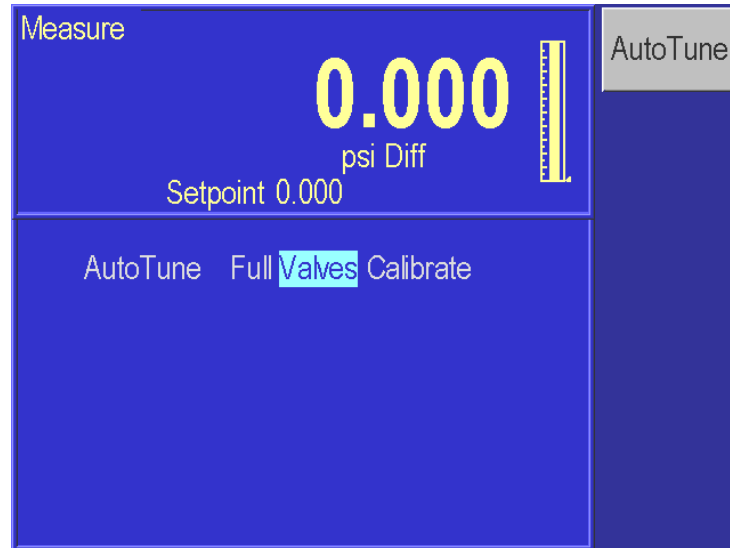 Measure
AutoTune
0.000
psi Diff
Setpoint 0.000
AutoTune Full Valves Calibrate